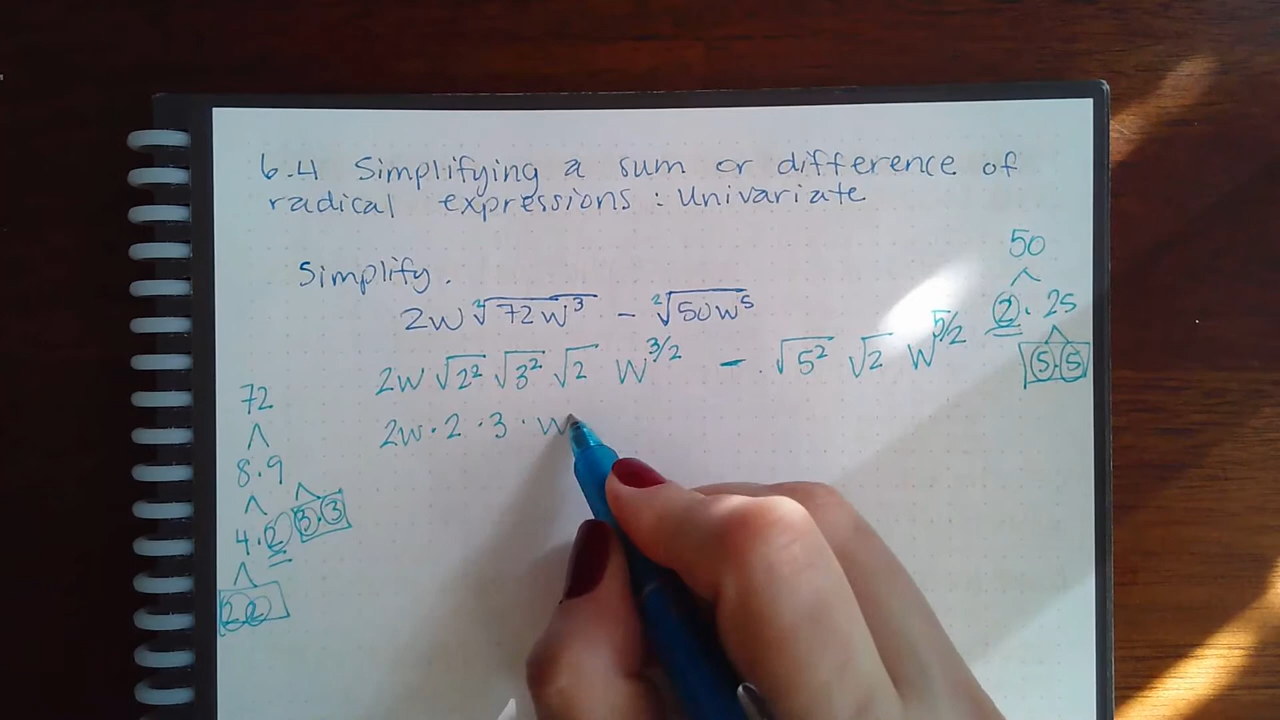 6.4 Simplifying a sum or difference of
radical expressions : Univariate
Simplify.
2w ²√72w³ - ²√50w⁵
2w √2² √3² √2 w^3/2 - √5² √2 w^5/2
2w · 2 · 3 · w
72
8 · 9
4 · 2 3 · 3
2 2
50
2 · 25
5 · 5